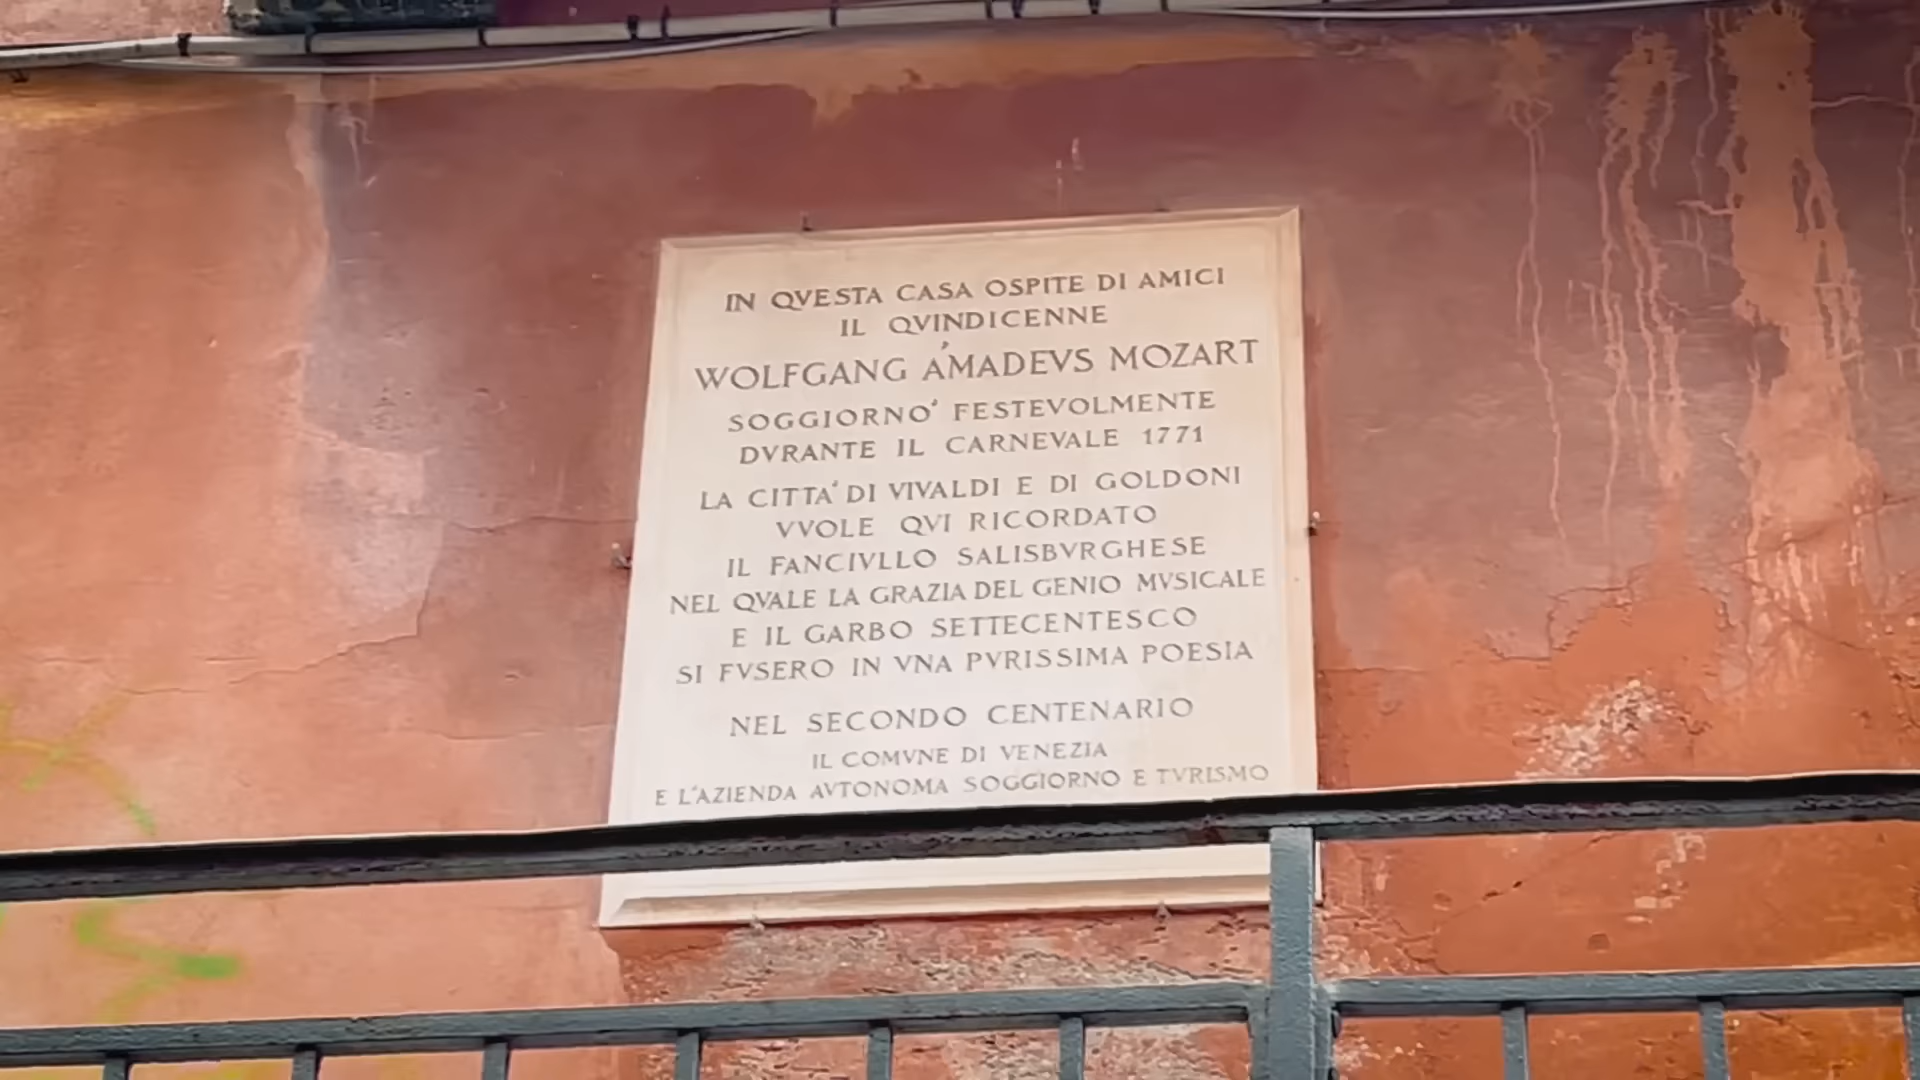 IN QVESTA CASA OSPITE DI AMICI
IL QVINDICENNE
WOLFGANG AMADEVS MOZART
SOGGIORNO' FESTEVOLMENTE
DVRANTE IL CARNEVALE 1771
LA CITTA' DI VIVALDI E DI GOLDONI
VVOLE QVI RICORDATO
IL FANCIVLLO SALISBVRGHESE
NEL QVALE LA GRAZIA DEL GENIO MVSICALE
E IL GARBO SETTECENTESCO
SI FVSERO IN VNA PVRISSIMA POESIA
NEL SECONDO CENTENARIO
IL COMVNE DI VENEZIA
E L'AZIENDA AVTONOMA SOGGIORNO E TVRISMO